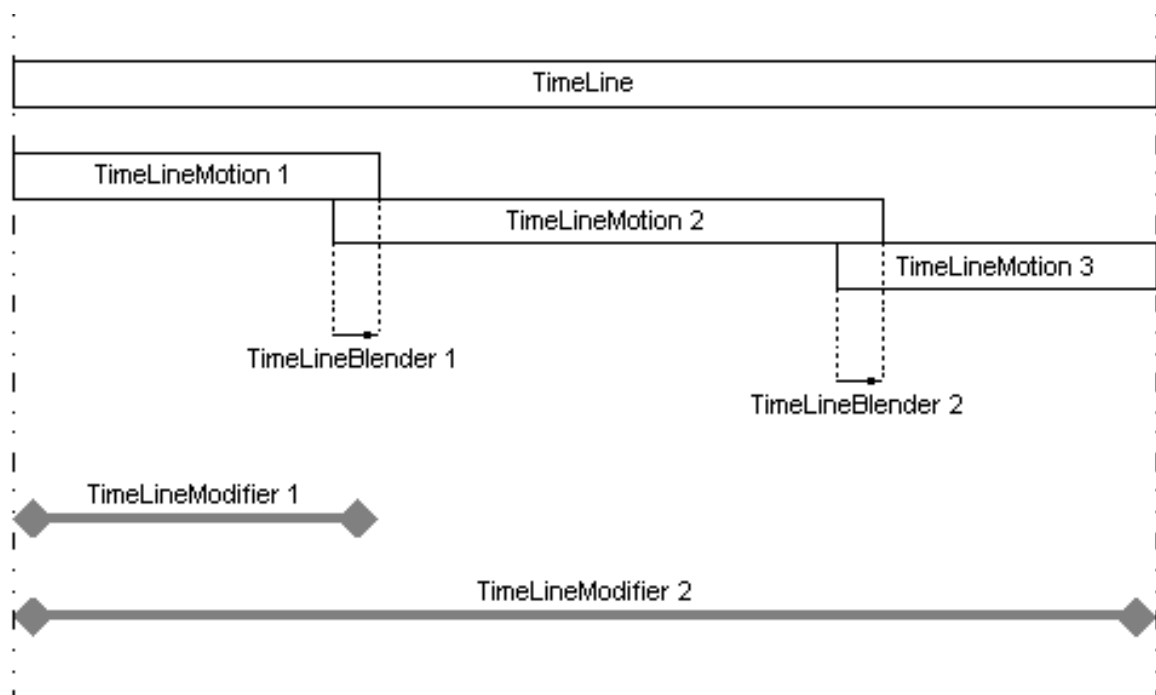 TimeLine
TimeLineMotion 1
TimeLineMotion 2
TimeLineMotion 3
TimeLineBlender 1
TimeLineBlender 2
TimeLineModifier 1
TimeLineModifier 2